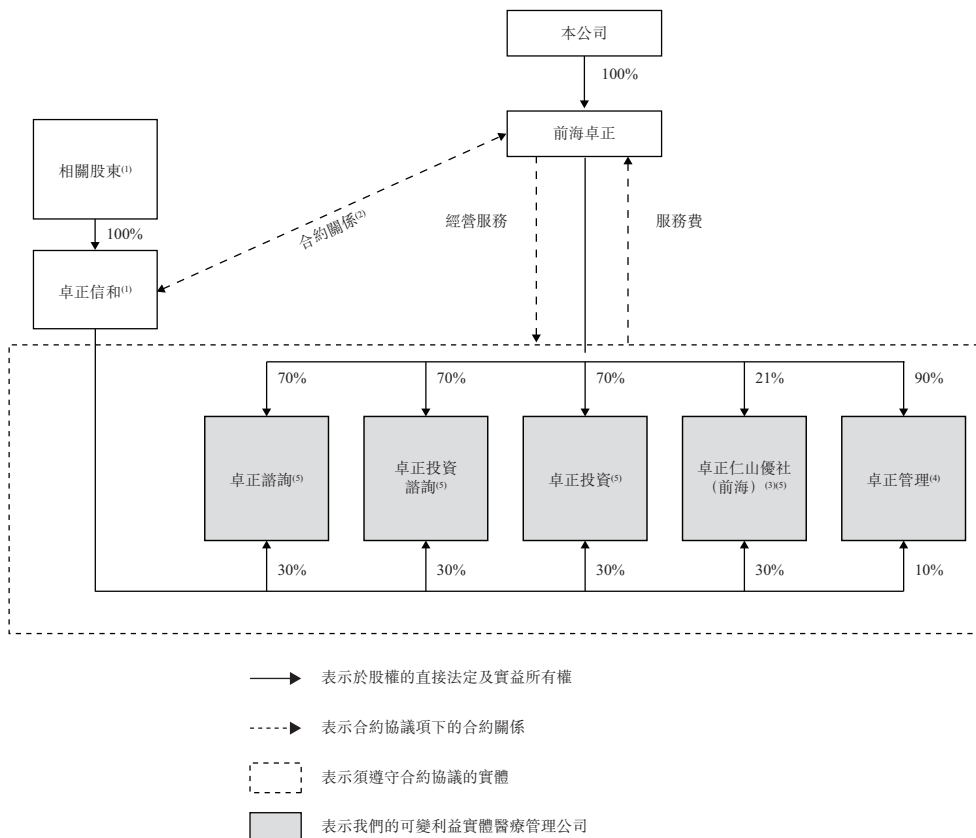 本公司
100%
前海卓正
相關股東(1)
100%
合約關係(2)
經營服務
服務費
卓正信和(1)
70%
70%
70%
21%
90%
卓正諮詢(5)
卓正投資
諮詢(5)
卓正投資(5)
卓正仁山優社
（前海）(3)(5)
卓正管理(4)
30%
30%
30%
30%
10%
表示於股權的直接法定及實益所有權
表示合約協議項下的合約關係
表示須遵守合約協議的實體
表示我們的可變利益實體醫療管理公司